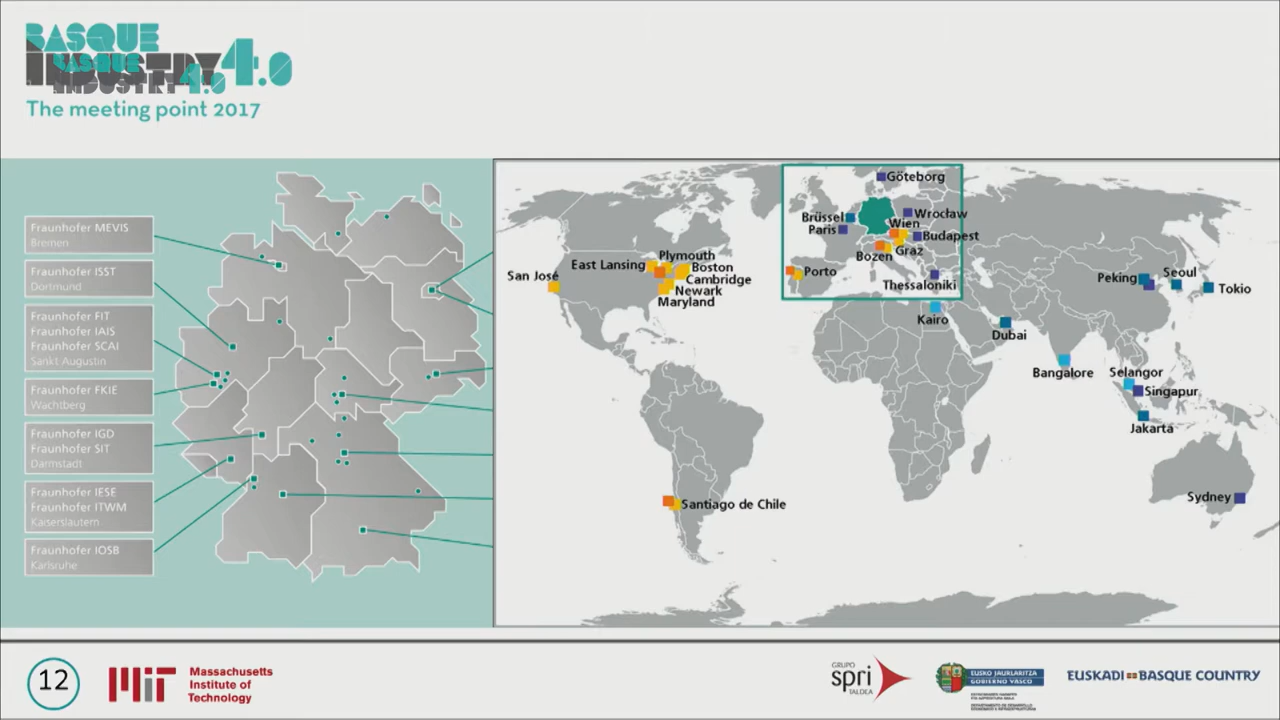 BASQUE
INDUSTRY 4.0
The meeting point 2017
Fraunhofer MEVIS
Bremen
Fraunhofer ISST
Dortmund
Fraunhofer FIT
Fraunhofer IAIS
Fraunhofer SCAI
Sankt Augustin
Fraunhofer FKIE
Wachtberg
Fraunhofer IGD
Fraunhofer SIT
Darmstadt
Fraunhofer IESE
Fraunhofer ITWM
Kaiserslautern
Fraunhofer IOSB
Karlsruhe
Göteborg
Brüssel
Wrocław
Paris
Wien
Budapest
Bozen
Graz
Porto
Thessaloniki
San José
East Lansing
Plymouth
Boston
Cambridge
Newark
Maryland
Kairo
Dubai
Peking
Seoul
Tokio
Bangalore
Selangor
Singapur
Jakarta
Santiago de Chile
Sydney
12
MIT
Massachusetts
Institute of
Technology
GRUPO
spri
TALDEA
EUSKO JAURLARITZA
GOBIERNO VASCO
EUSKADI BASQUE COUNTRY